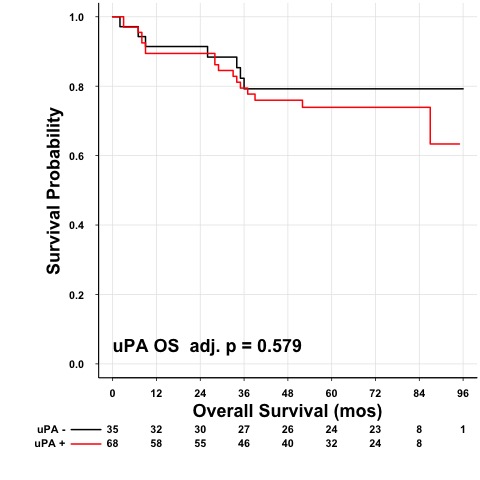 1.0
0.8
0.6
0.4
0.2
0.0
Survival Probability
uPA OS adj. p = 0.579
0 12 24 36 48 60 72 84 96
Overall Survival (mos)
uPA - 35 32 30 27 26 24 23 8 1
uPA + 68 58 55 46 40 32 24 8